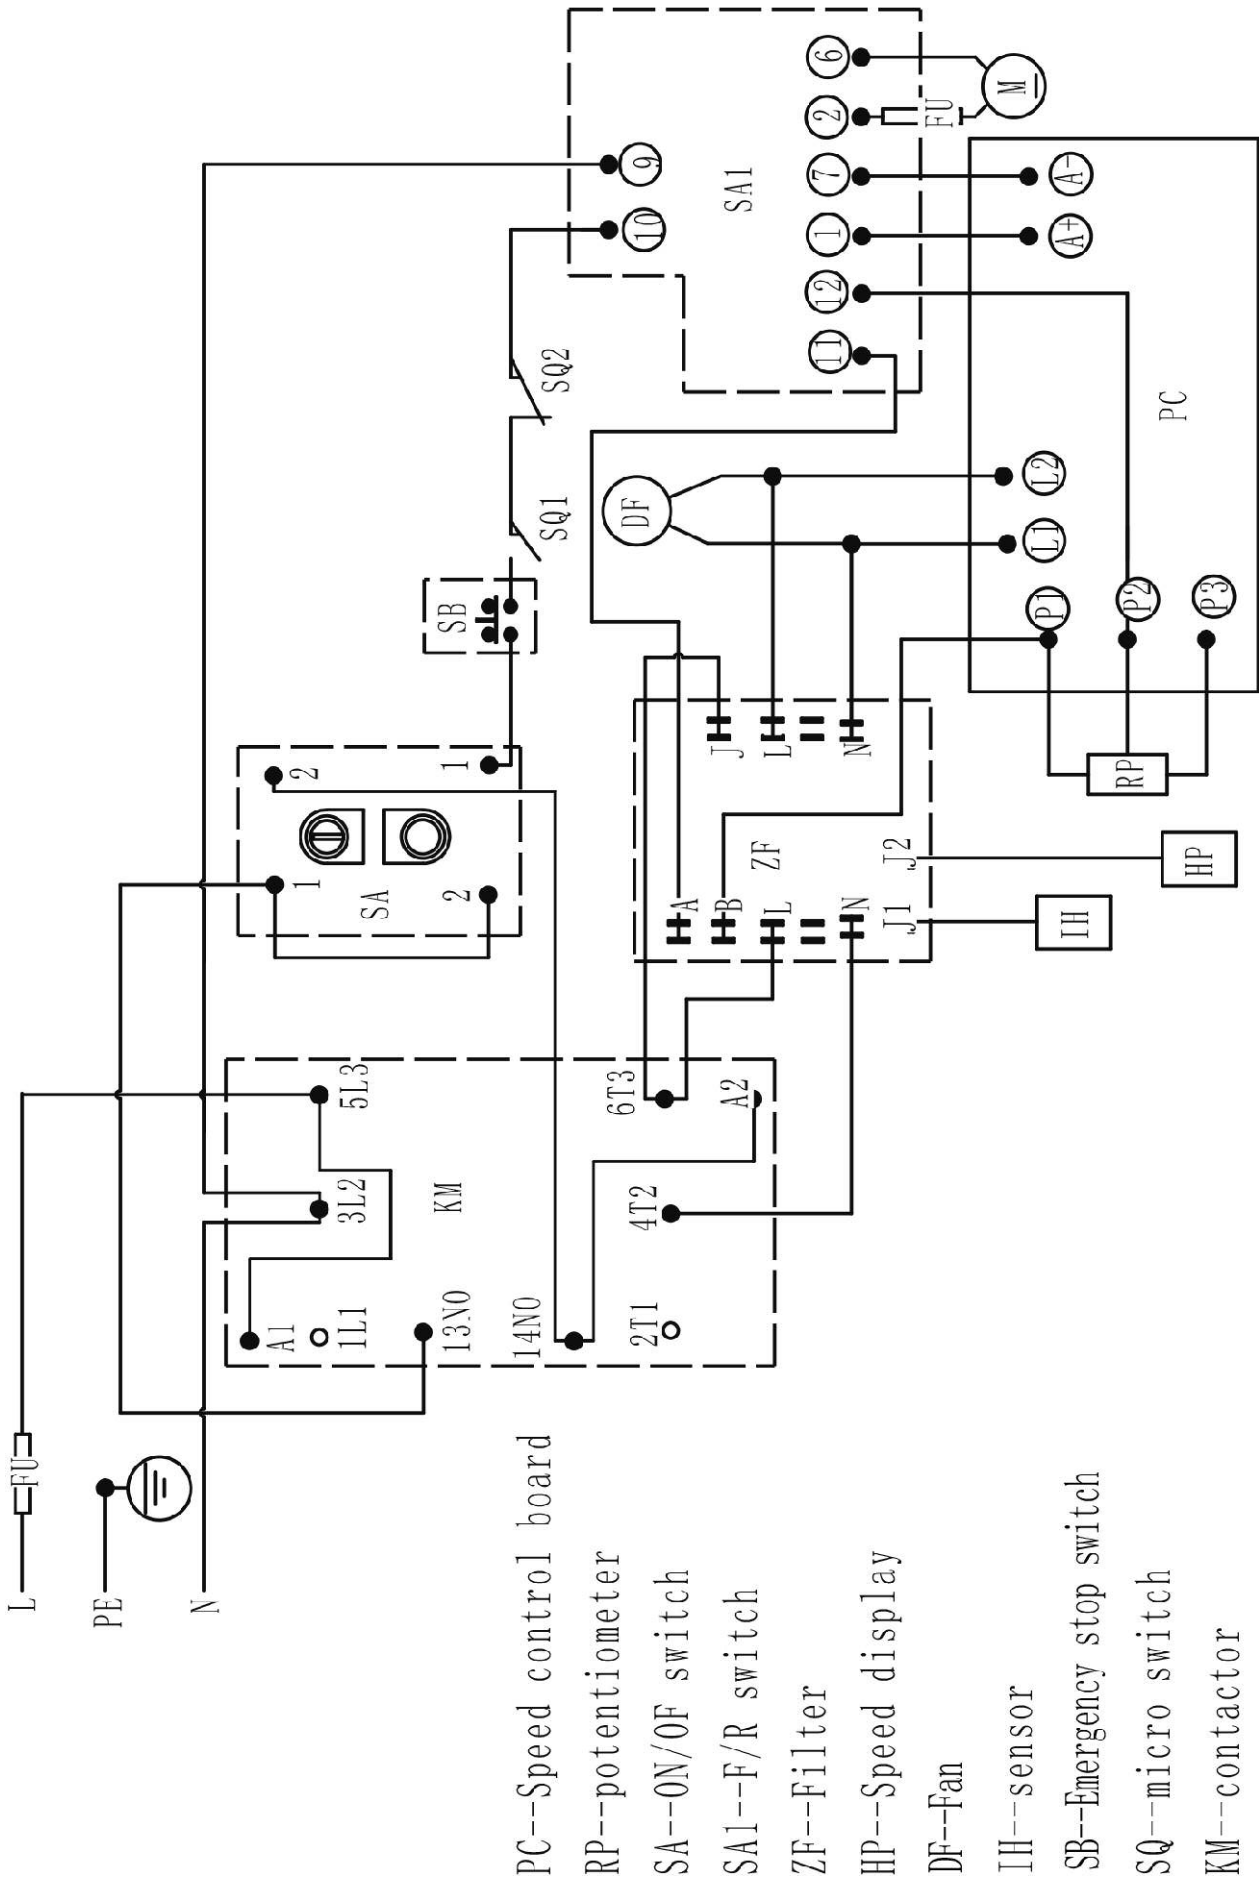 L
FU
PE
N
A1
1L1
3L2
5L3
13NO
KM
14NO
2T1
4T2
6T3
A2
1
2
SA
2
1
SB
SQ1
SQ2
9
10
SA1
11
12
1
7
2
6
FU
M
DF
A
B
L
N
ZF
J
L
N
J1
J2
IH
HP
RP
P1
P2
P3
L1
L2
A+
A-
PC
PC--Speed control board
RP--potentiometer
SA--ON/OF switch
SA1---F/R switch
ZF--Filter
HP--Speed display
DF--Fan
IH--sensor
SB--Emergency stop switch
SQ--micro switch
KM--contactor